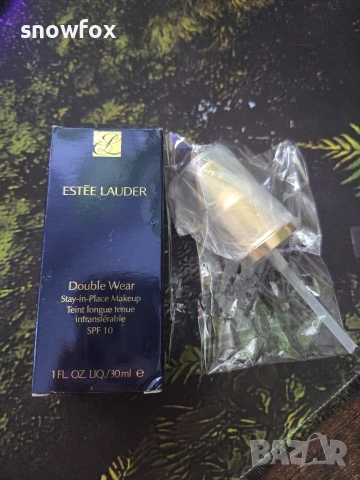 snowfox
ESTĒE LAUDER
Double Wear
Stay-in-Place Makeup
Teint longue tenue
intransférable
SPF 10
1 FL. OZ. LIQ./30ml e
BAZAR